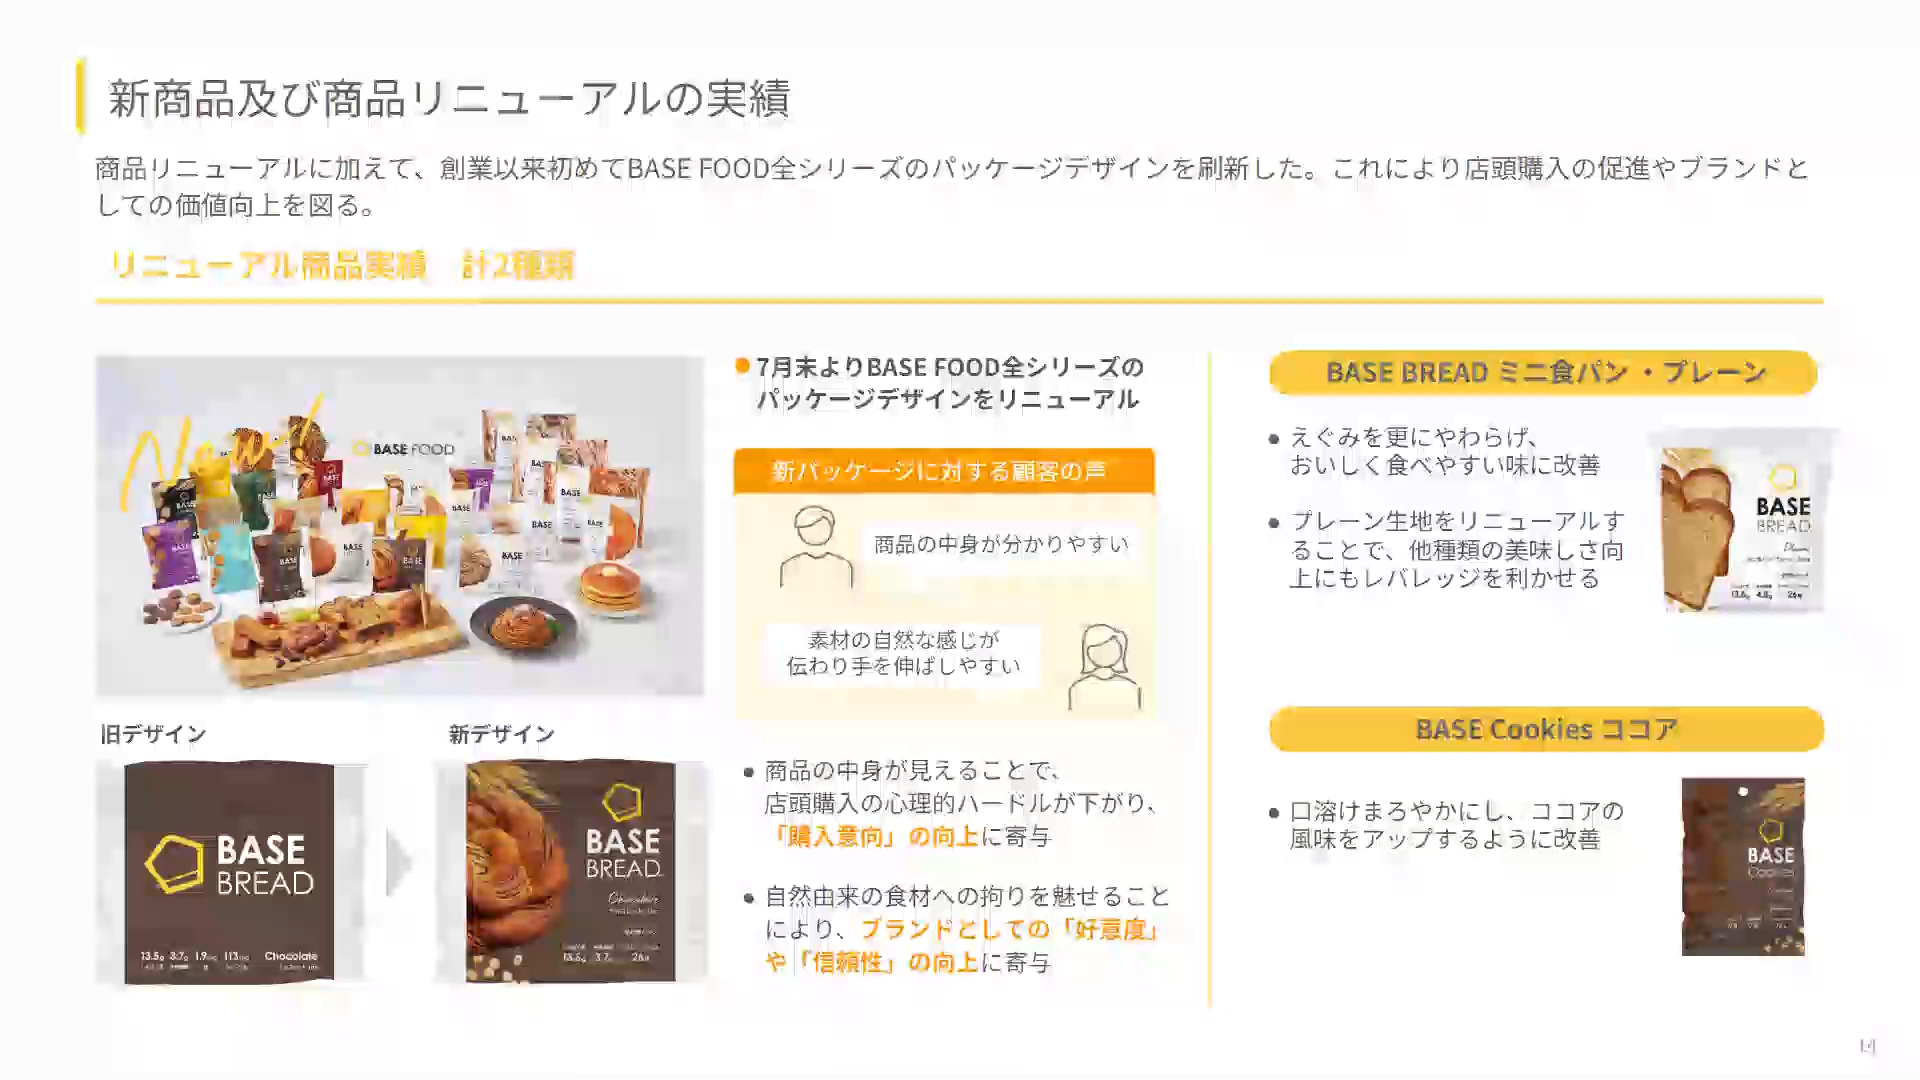 新商品及び商品リニューアルの実績
商品リニューアルに加えて、創業以来初めてBASE FOOD全シリーズのパッケージデザインを刷新した。これにより店頭購入の促進やブランドと
しての価値向上を図る。
リニューアル商品実績　計2種類
New!
BASE FOOD
7月末よりBASE FOOD全シリーズの
パッケージデザインをリニューアル
新パッケージに対する顧客の声
商品の中身が分かりやすい
素材の自然な感じが
伝わり手を伸ばしやすい
旧デザイン
新デザイン
BASE
BREAD
13.5g 3.7g 1.9mg 113mg Chocolate
BASE
BREAD
Chocolate
13.5g 3.7g 26g
● 商品の中身が見えることで、
店頭購入の心理的ハードルが下がり、
「購入意向」の向上に寄与
● 自然由来の食材への拘りを魅せること
により、ブランドとしての「好意度」
や「信頼性」の向上に寄与
BASE BREAD ミニ食パン・プレーン
● えぐみを更にやわらげ、
おいしく食べやすい味に改善
● プレーン生地をリニューアルす
ることで、他種類の美味しさ向
上にもレバレッジを利かせる
BASE
BREAD
BASE Cookies ココア
● 口溶けまろやかにし、ココアの
風味をアップするように改善
BASE
Cookies